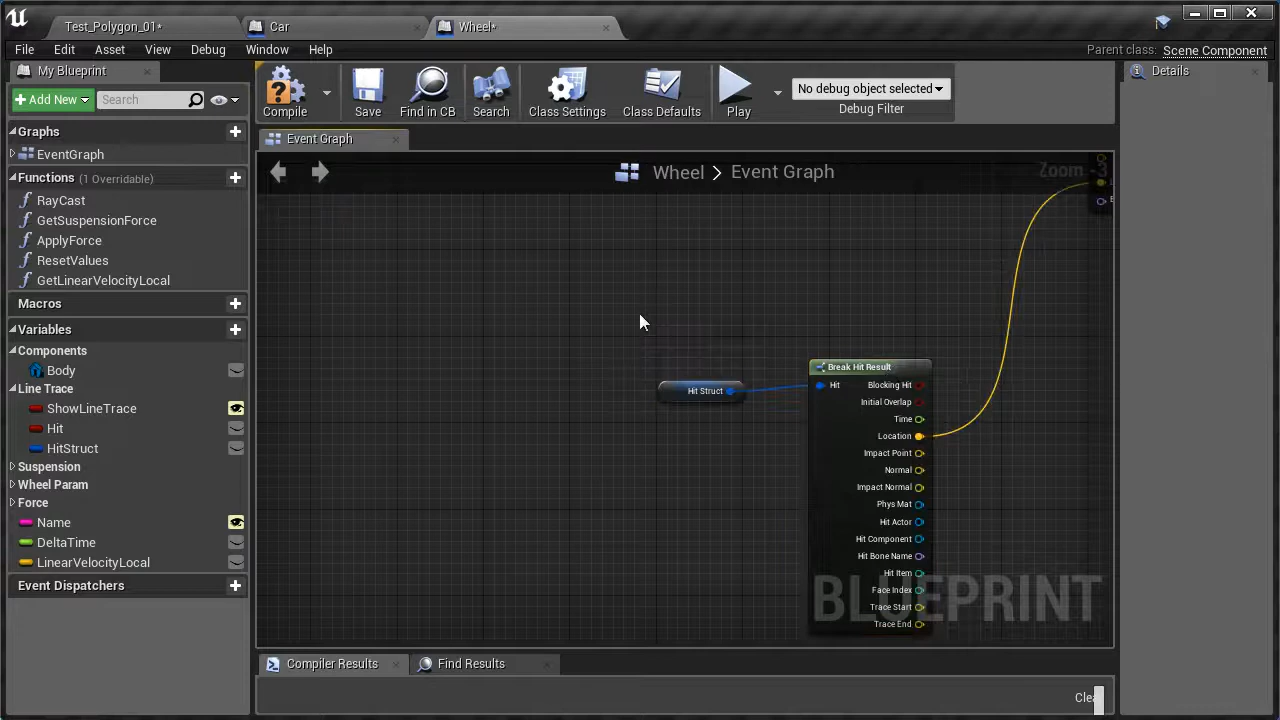 Test_Polygon_01*
Car
Wheel*
File
Edit
Asset
View
Debug
Window
Help
Parent class: Scene Component
My Blueprint
Details
Add New
Search
Compile
Save
Find in CB
Search
Class Settings
Class Defaults
Play
No debug object selected
Debug Filter
Graphs
EventGraph
Functions (1 Overridable)
RayCast
GetSuspensionForce
ApplyForce
ResetValues
GetLinearVelocityLocal
Macros
Variables
Components
Body
Line Trace
ShowLineTrace
Hit
HitStruct
Suspension
Wheel Param
Force
Name
DeltaTime
LinearVelocityLocal
Event Dispatchers
Event Graph
Wheel > Event Graph
Zoom -3
Hit Struct
Break Hit Result
Hit
Blocking Hit
Initial Overlap
Time
Location
Impact Point
Normal
Impact Normal
Phys Mat
Hit Actor
Hit Component
Hit Bone Name
Hit Item
Face Index
Trace Start
Trace End
BLUEPRINT
Compiler Results
Find Results